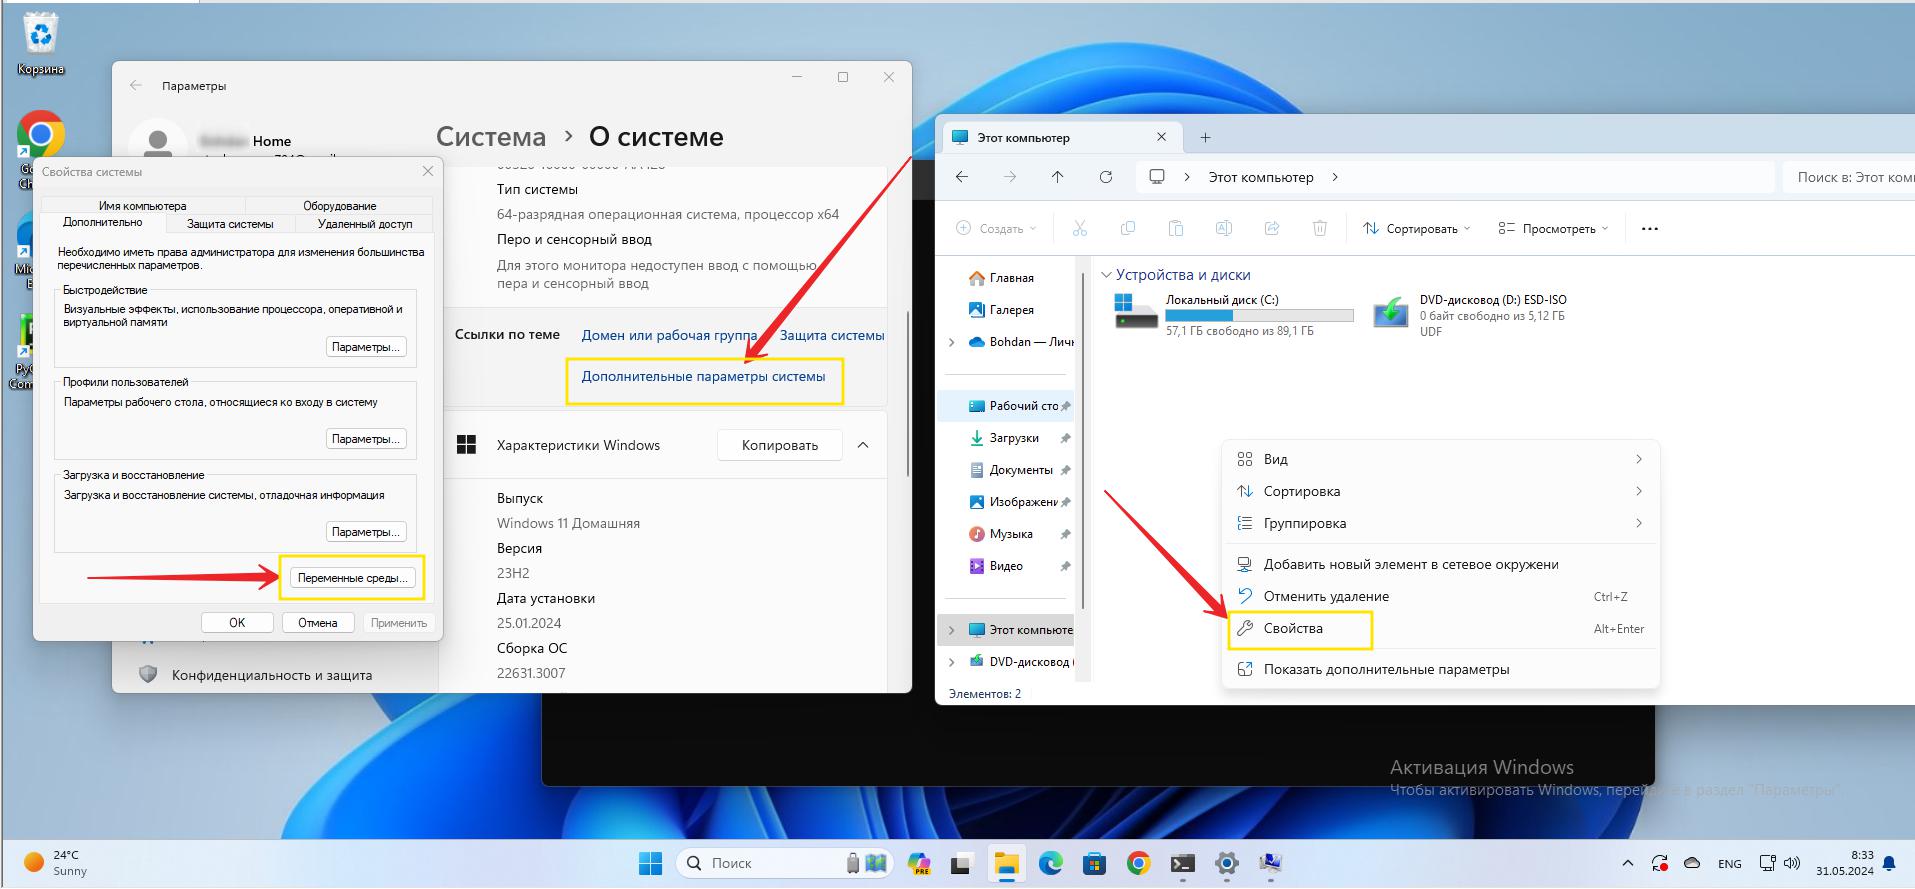 Корзина
Параметры
Home
Система > О системе
Тип системы
64-разрядная операционная система, процессор x64
Перо и сенсорный ввод
Для этого монитора недоступен ввод с помощью
пера и сенсорный ввод
Ссылки по теме
Домен или рабочая группа
Защита системы
Дополнительные параметры системы
Характеристики Windows
Копировать
Выпуск
Windows 11 Домашняя
Версия
23H2
Дата установки
25.01.2024
Сборка ОС
22631.3007
Конфиденциальность и защита
Свойства системы
Имя компьютера
Оборудование
Дополнительно
Защита системы
Удаленный доступ
Необходимо иметь права администратора для изменения большинства
перечисленных параметров.
Быстродействие
Визуальные эффекты, использование процессора, оперативной и
виртуальной памяти
Параметры...
Профили пользователей
Параметры рабочего стола, относящиеся ко входу в систему
Параметры...
Загрузка и восстановление
Загрузка и восстановление системы, отладочная информация
Параметры...
Переменные среды...
OK
Отмена
Применить
Этот компьютер
Этот компьютер
Поиск в: Этот ком
Создать
Сортировать
Просмотреть
Главная
Галерея
Bohdan — Личн
Рабочий сто
Загрузки
Документы
Изображени
Музыка
Видео
Этот компьюте
DVD-дисковод (
Элементов: 2
Устройства и диски
Локальный диск (C:)
57,1 ГБ свободно из 89,1 ГБ
DVD-дисковод (D:) ESD-ISO
0 байт свободно из 5,12 ГБ
UDF
Вид
Сортировка
Группировка
Добавить новый элемент в сетевое окружени
Отменить удаление Ctrl+Z
Свойства Alt+Enter
Показать дополнительные параметры
Активация Windows
Чтобы активировать Windows, перейдите в раздел "Параметры".
24°C
Sunny
Поиск
PRE
ENG
8:33
31.05.2024